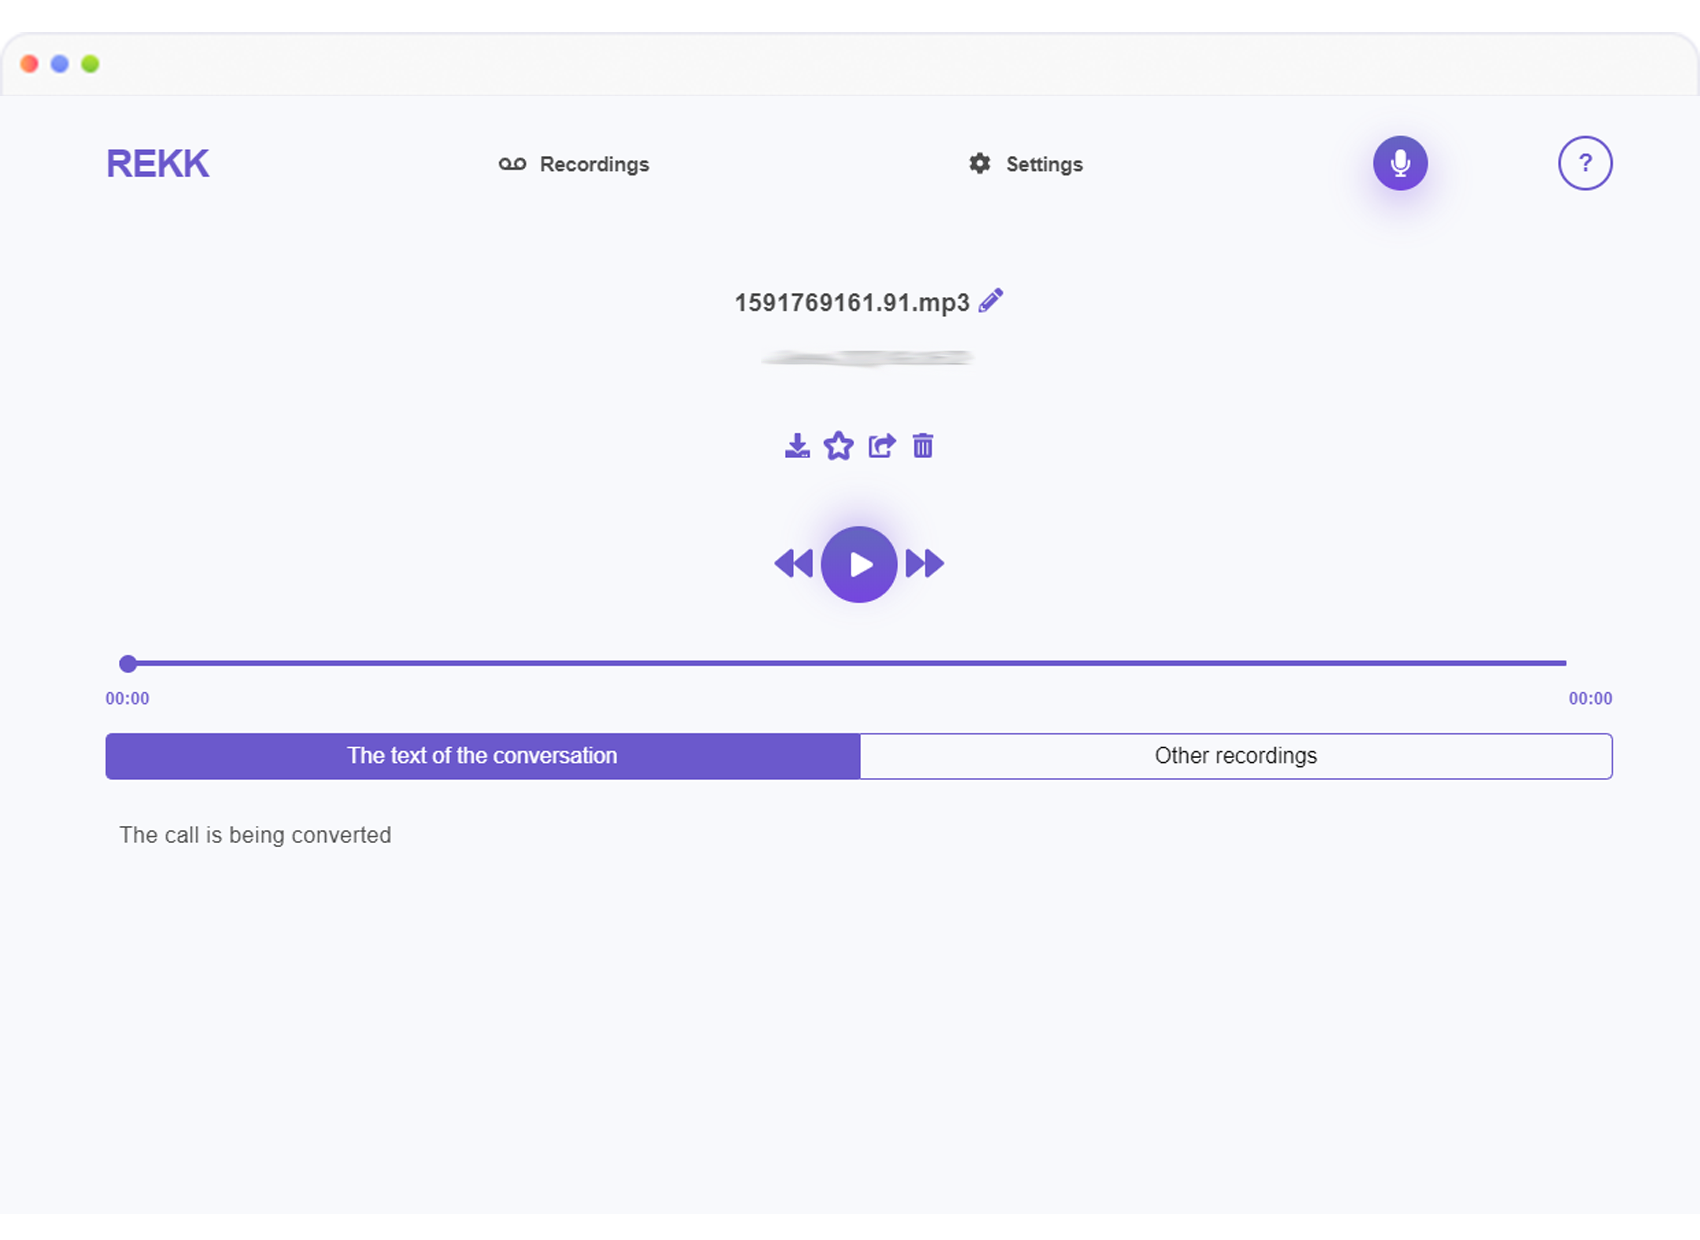 REKK
Recordings
Settings
?
1591769161.91.mp3
00:00
00:00
The text of the conversation
Other recordings
The call is being converted